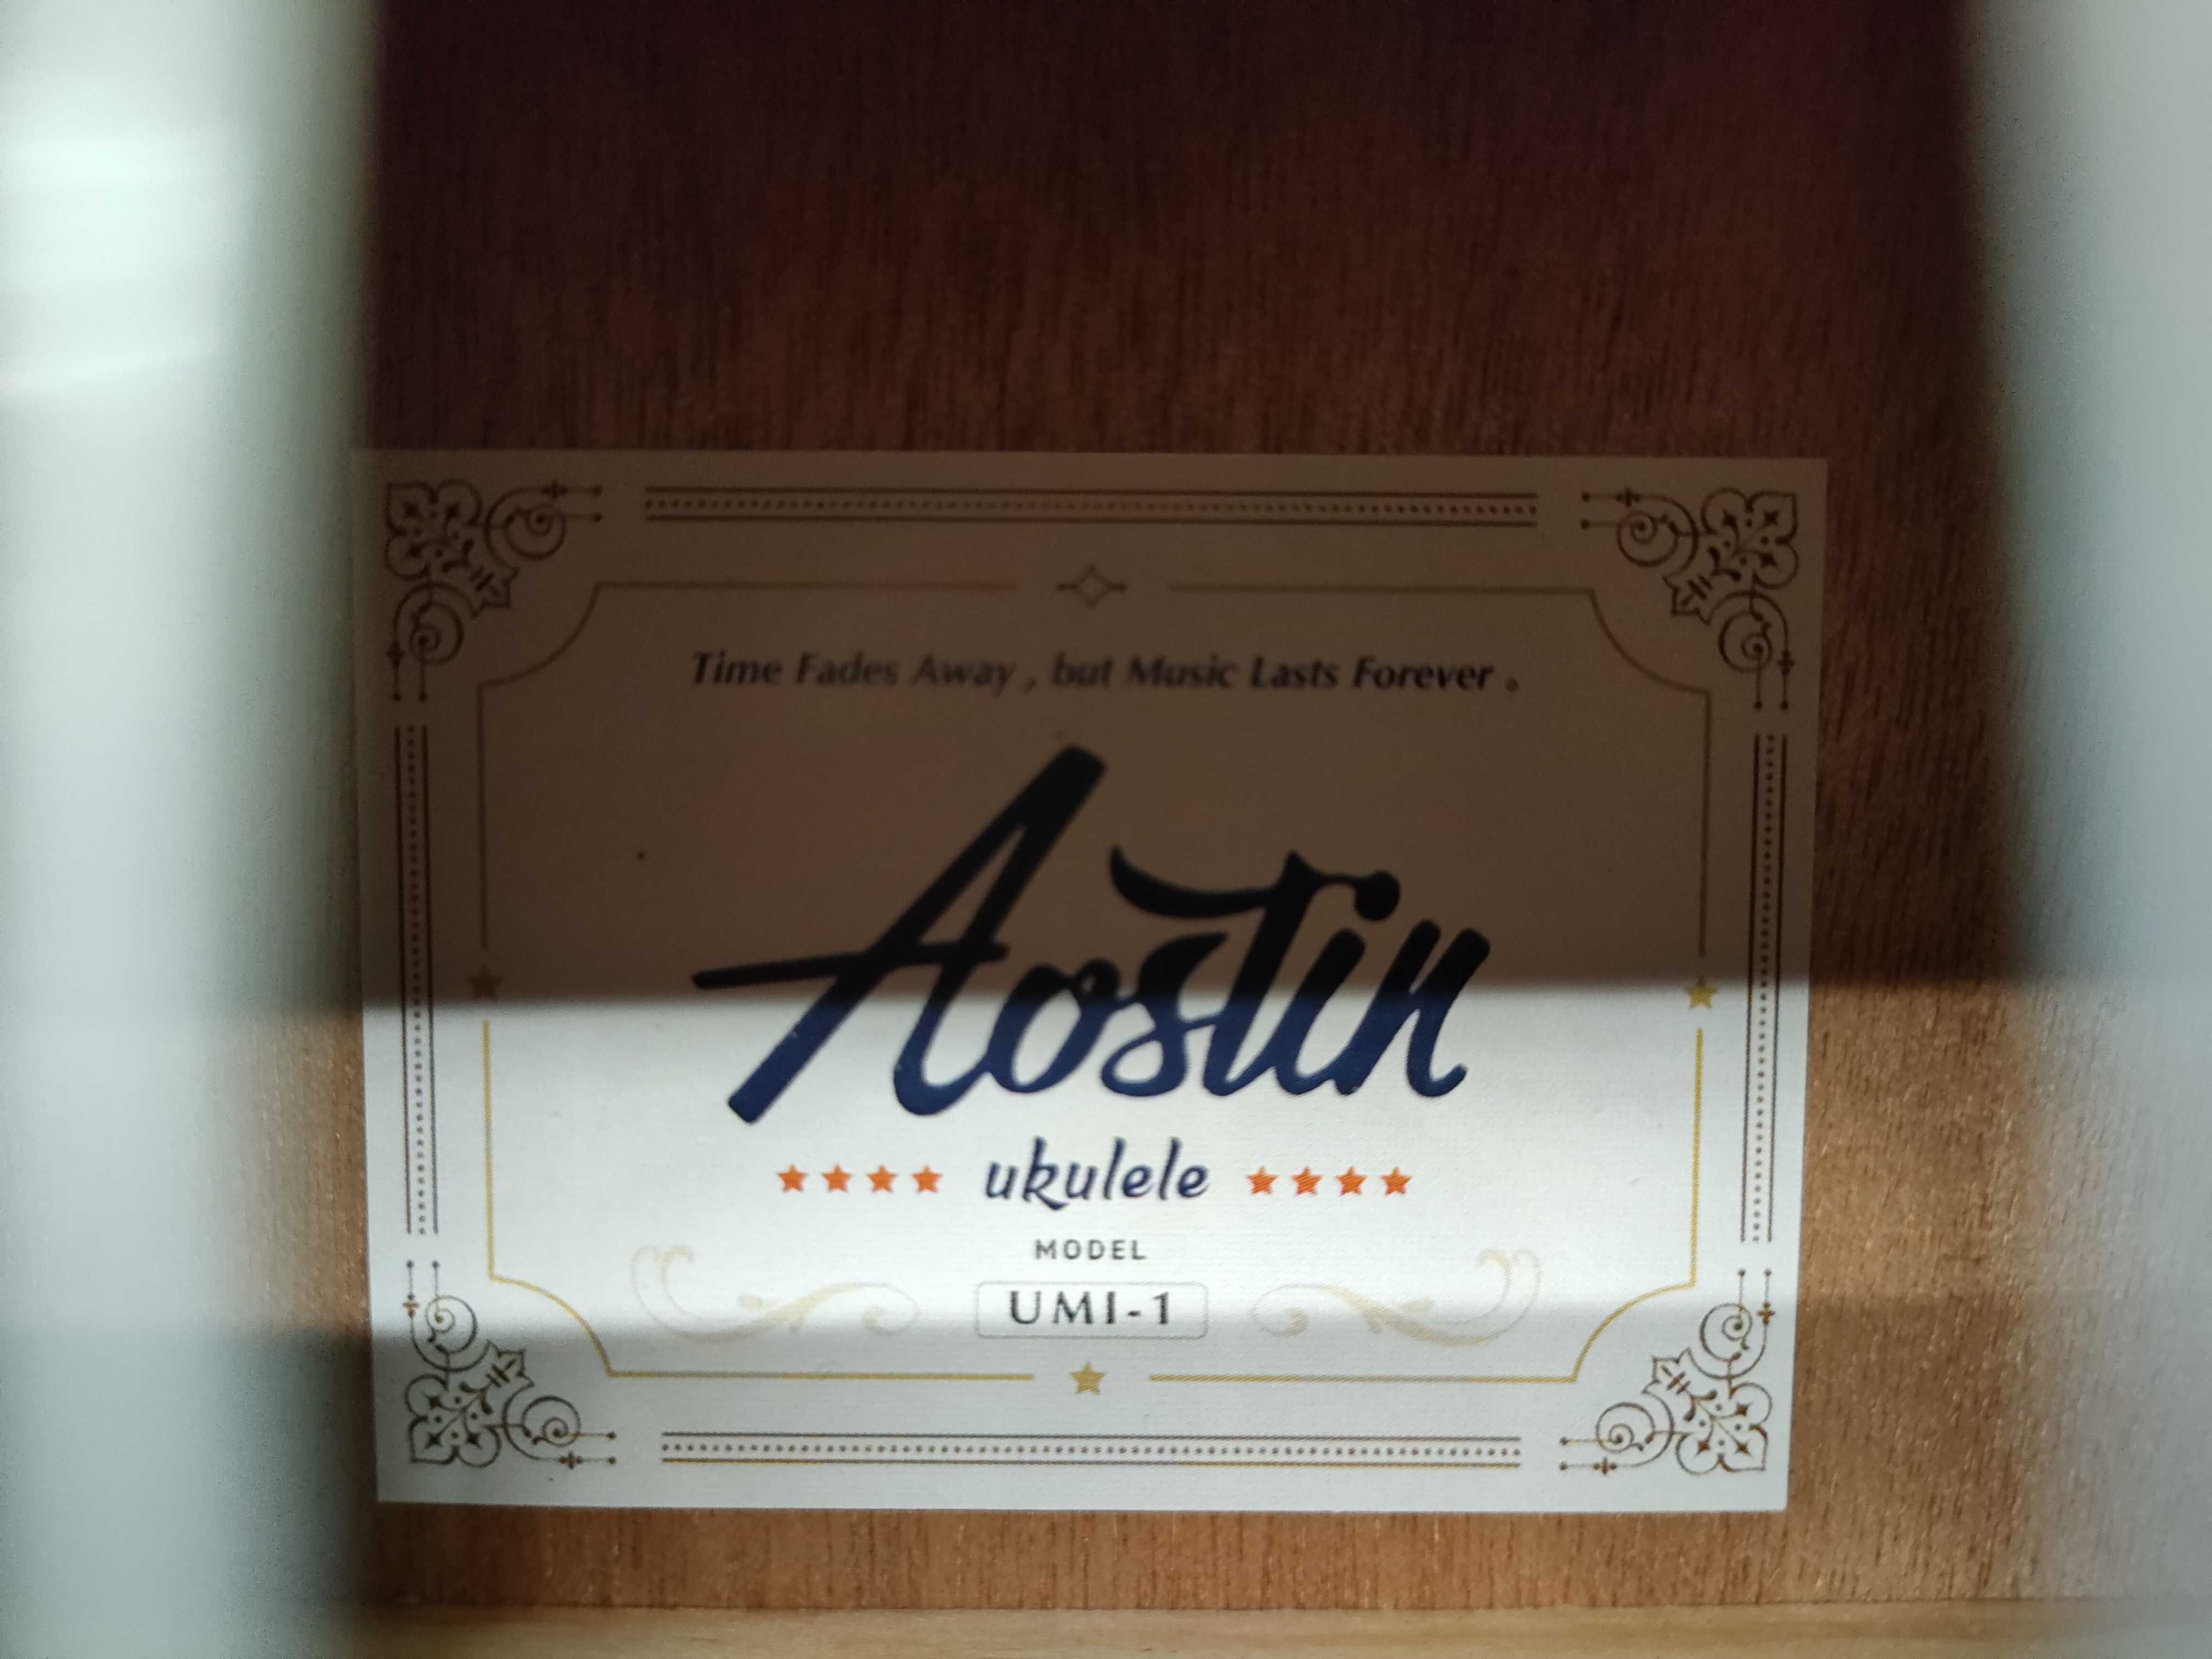 Time Fades Away , but Music Lasts Forever 。
Aostin
ukulele
MODEL
UMI-1